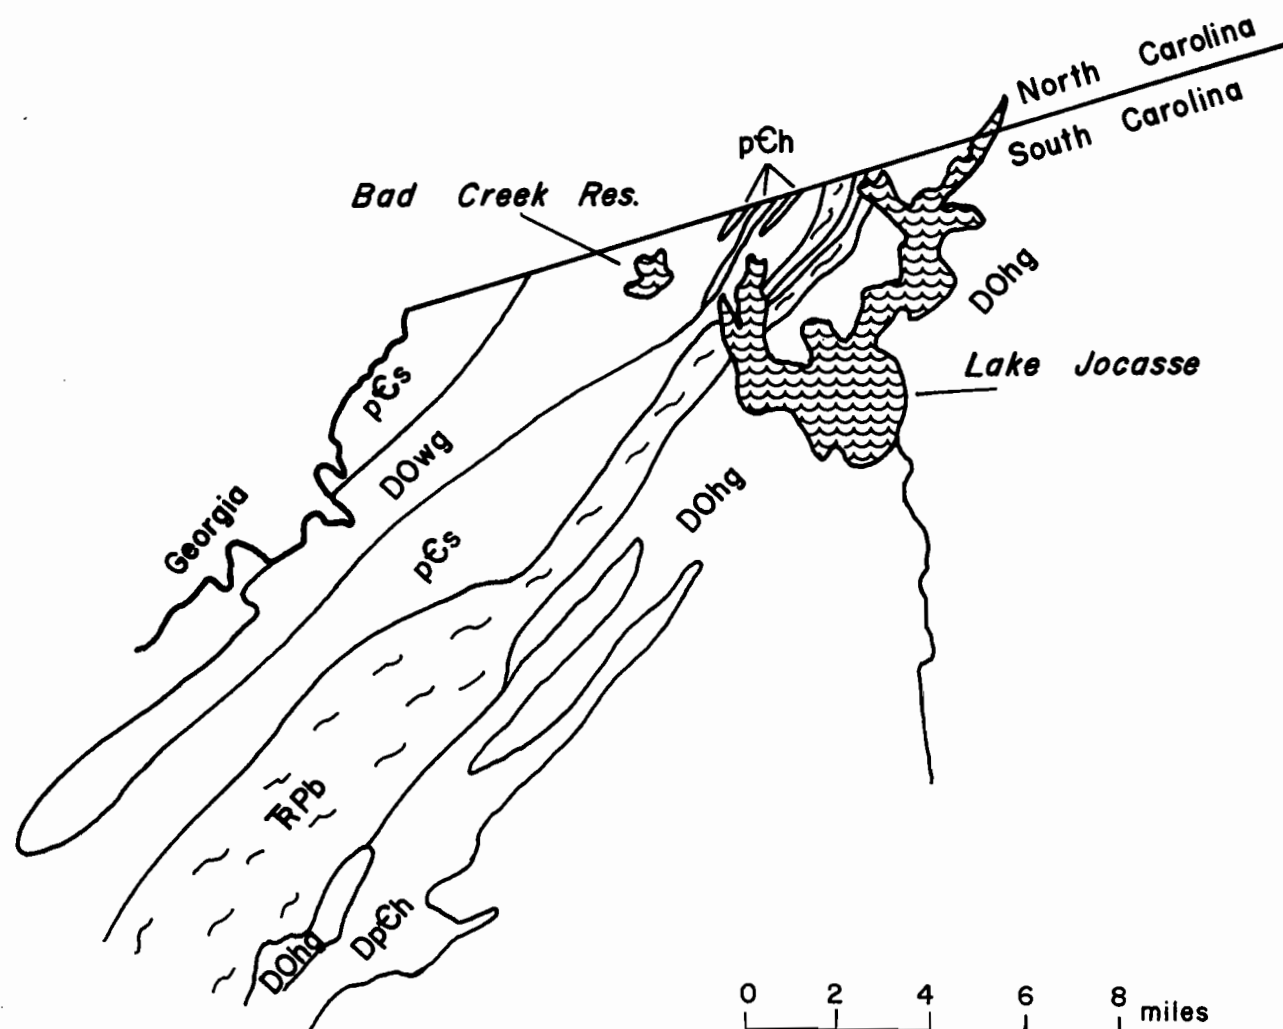 North Carolina
South Carolina
pЄh
Bad Creek Res.
DOhg
Lake Jocasse
pЄs
DOwg
Georgia
DOhg
pЄs
TRPb
DpЄh
DOhg
0 2 4 6 8 miles